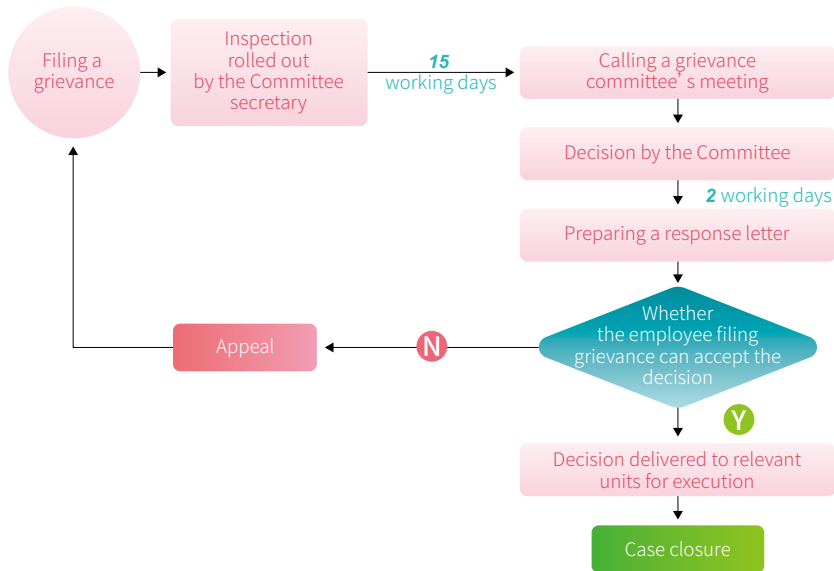 Filing a
grievance
Inspection
rolled out
by the Committee
secretary
15
working days
Calling a grievance
committee’ s meeting
Decision by the Committee
2 working days
Preparing a response letter
Whether
the employee filing
grievance can accept the
decision
N
Appeal
Y
Decision delivered to relevant
units for execution
Case closure